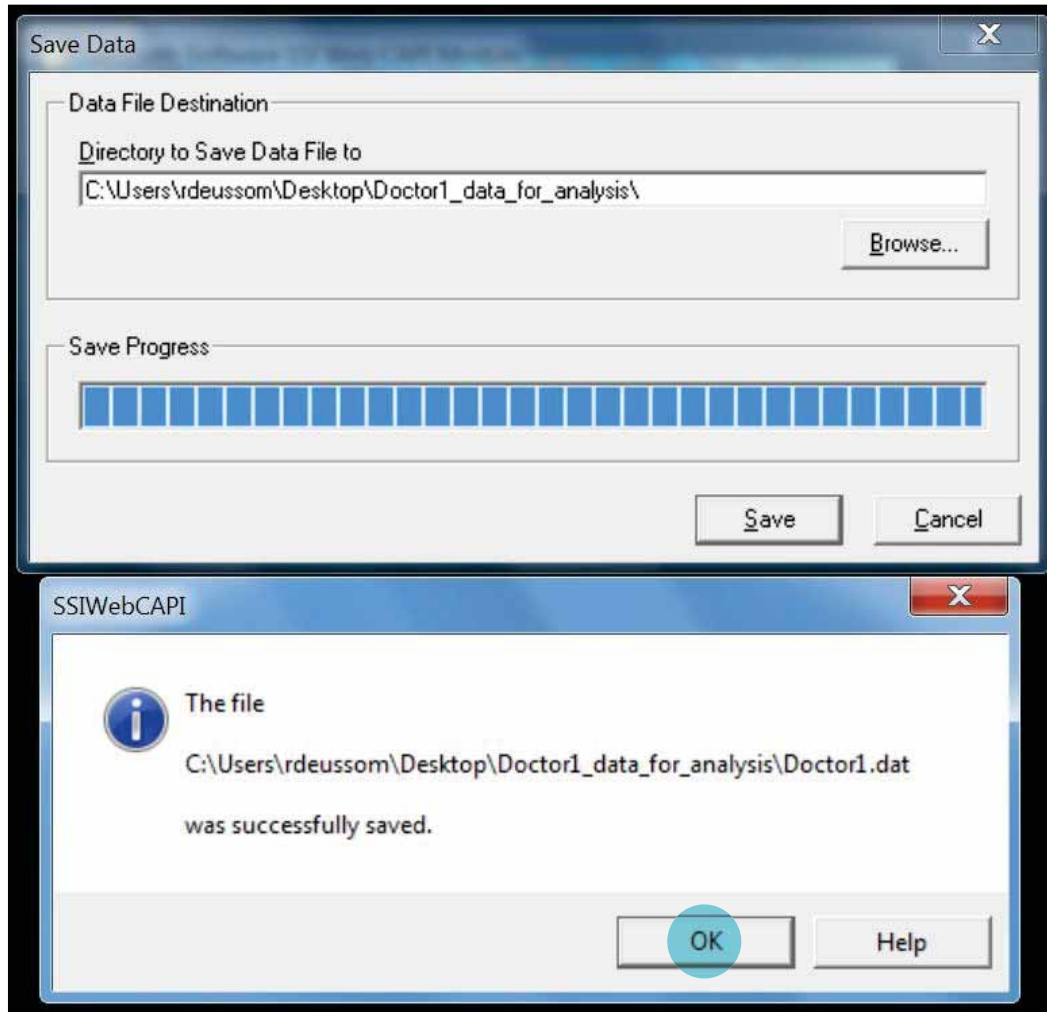 Save Data
Data File Destination
Directory to Save Data File to
C:\Users\rdeussom\Desktop\Doctor1_data_for_analysis\
Browse...
Save Progress
Save
Cancel
SSIWebCAPI
The file
C:\Users\rdeussom\Desktop\Doctor1_data_for_analysis\Doctor1.dat
was successfully saved.
OK
Help